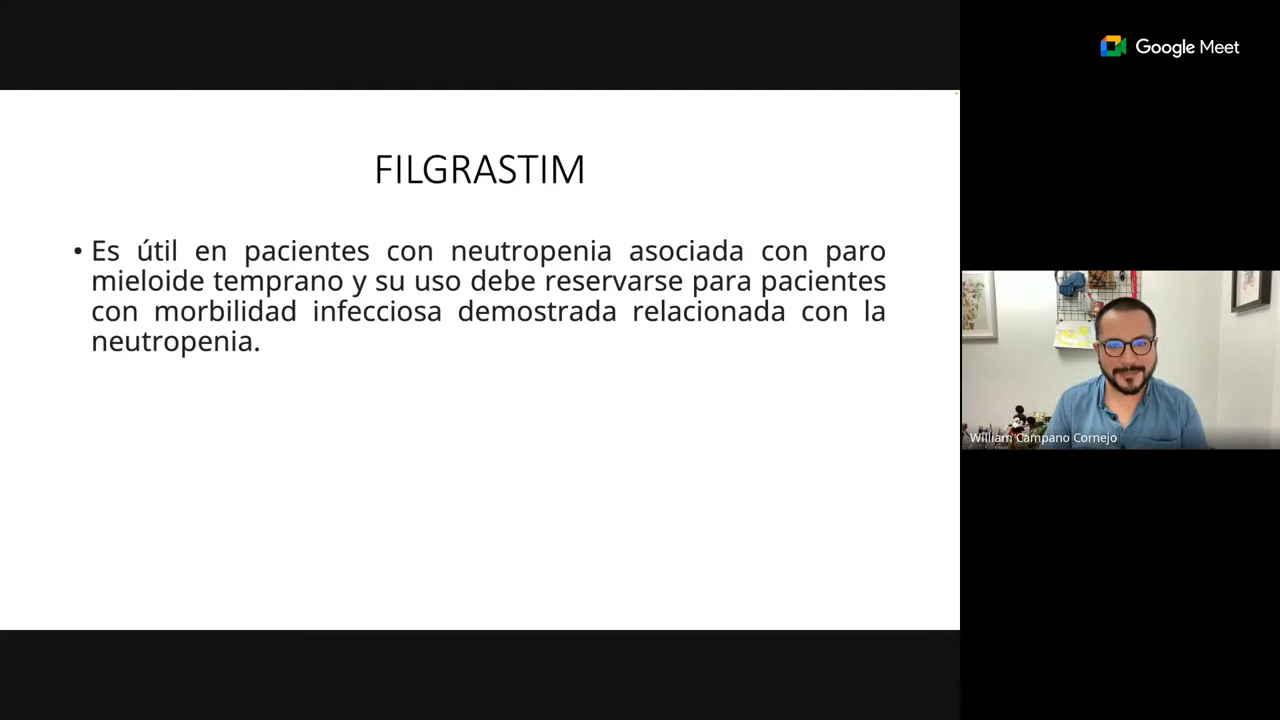 Google Meet
FILGRASTIM
• Es útil en pacientes con neutropenia asociada con paro
mieloide temprano y su uso debe reservarse para pacientes
con morbilidad infecciosa demostrada relacionada con la
neutropenia.
William Campano Cornejo